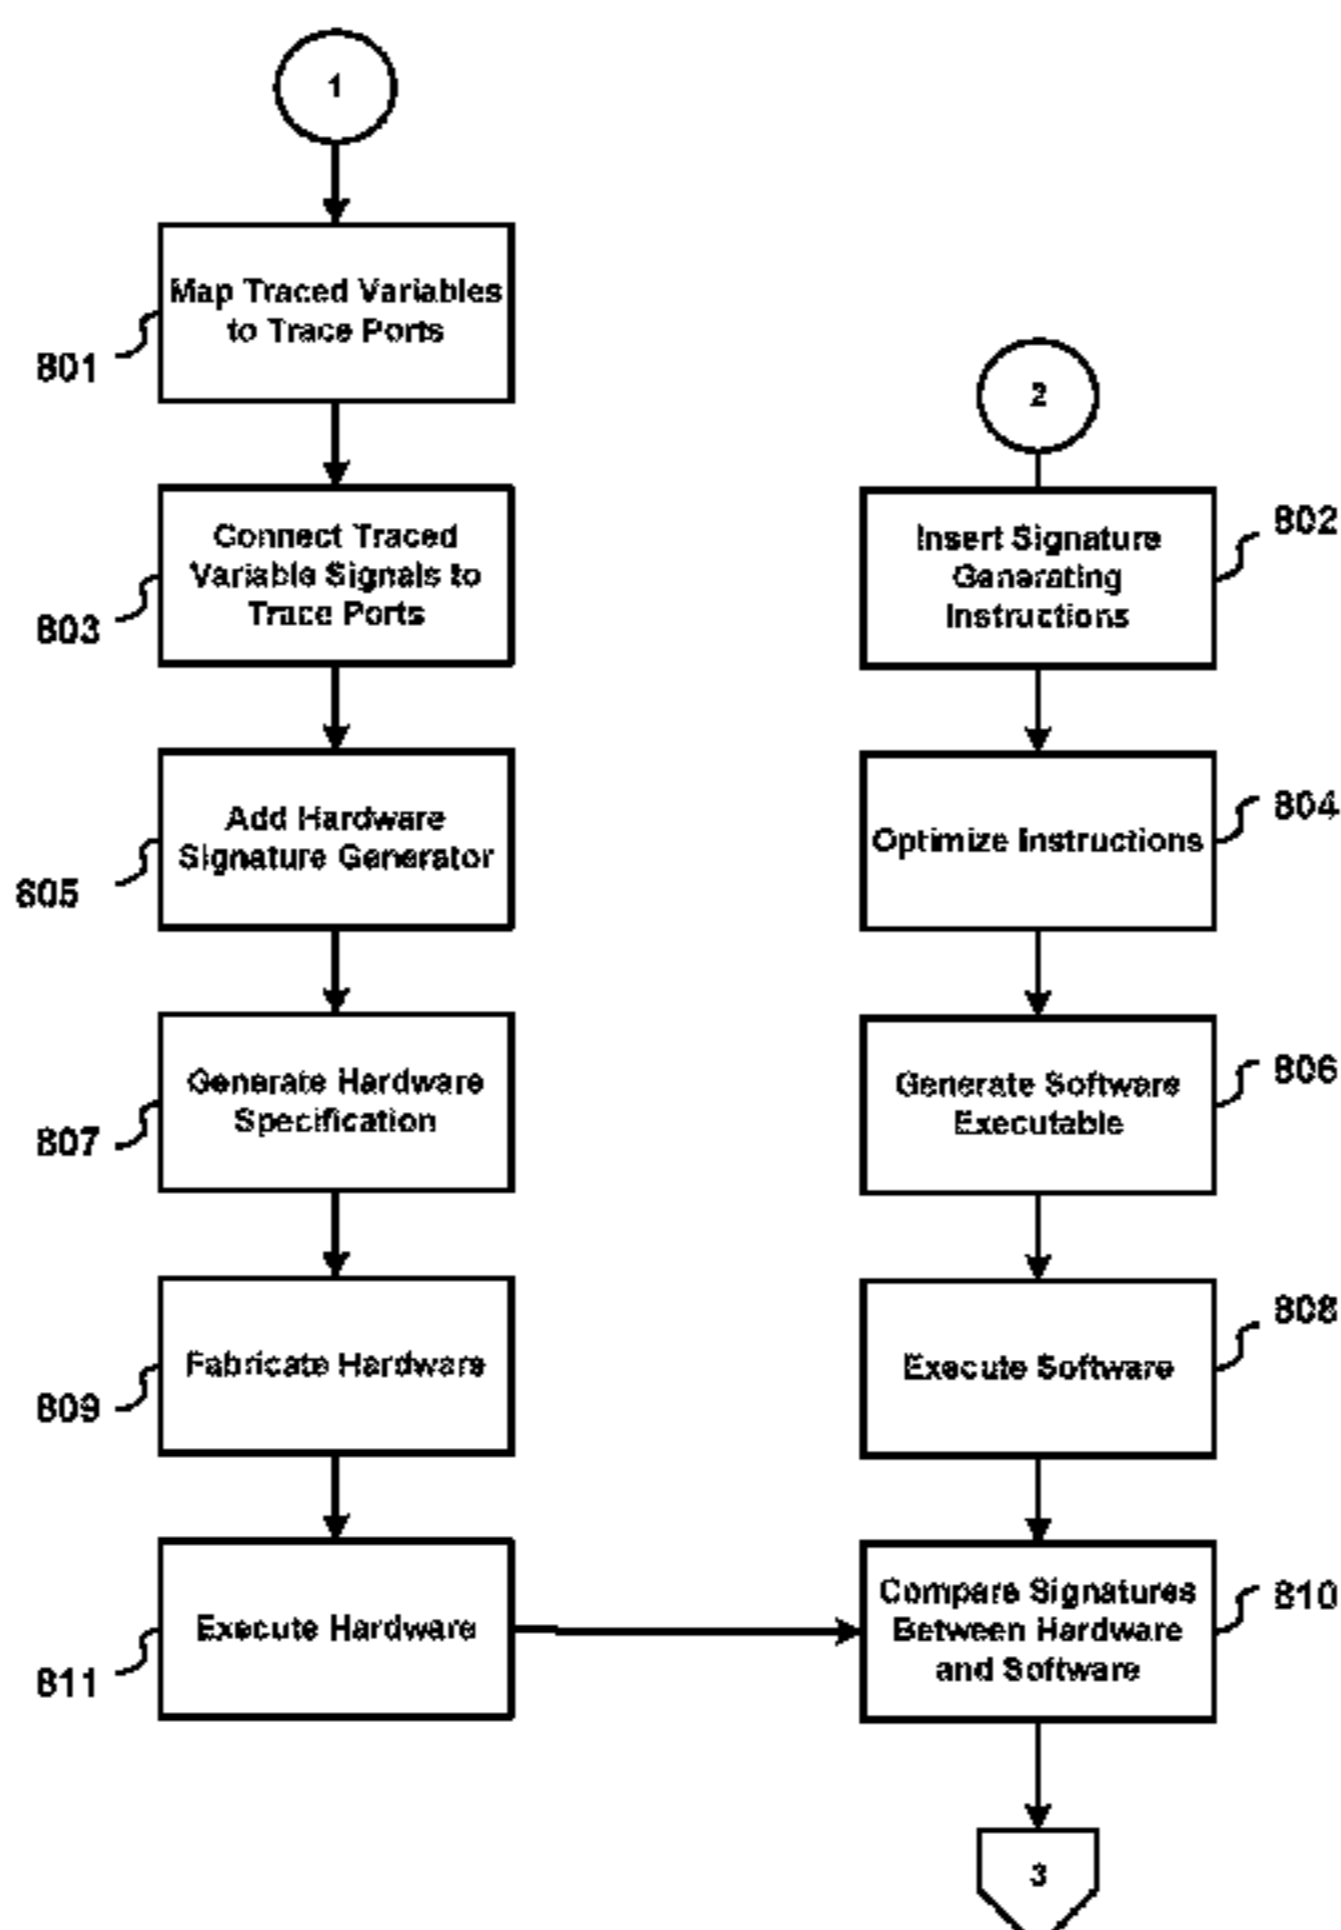 1
Map Traced Variables
to Trace Ports
801
Connect Traced
Variable Signals to
Trace Ports
803
Add Hardware
Signature Generator
805
Generate Hardware
Specification
807
Fabricate Hardware
809
Execute Hardware
811
2
Insert Signature
Generating
Instructions
802
Optimize Instructions
804
Generate Software
Executable
806
Execute Software
808
Compare Signatures
Between Hardware
and Software
810
3